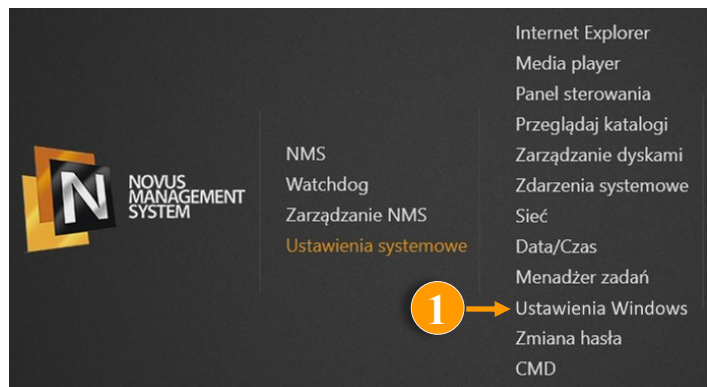 N
NOVUS
MANAGEMENT
SYSTEM
NMS
Watchdog
Zarządzanie NMS
Ustawienia systemowe
Internet Explorer
Media player
Panel sterowania
Przeglądaj katalogi
Zarządzanie dyskami
Zdarzenia systemowe
Sieć
Data/Czas
Menadżer zadań
1
Ustawienia Windows
Zmiana hasła
CMD